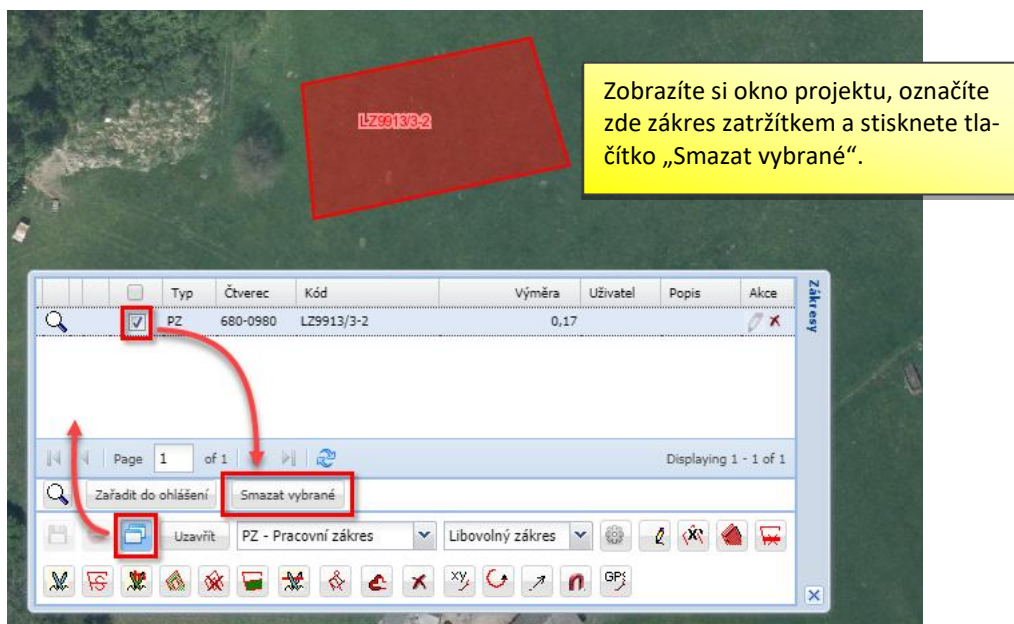 LZ9913/3-2
Zobrazíte si okno projektu, označíte
zde zákres zatržítkem a stisknete tla-
čítko „Smazat vybrané“.
Typ Čtverec Kód Výměra Uživatel Popis Akce
PZ 680-0980 LZ9913/3-2 0,17
Zákresy
Page 1 of 1 Displaying 1 - 1 of 1
Zařadit do ohlášení Smazat vybrané
Uzavřít PZ - Pracovní zákres Libovolný zákres
xy GPS